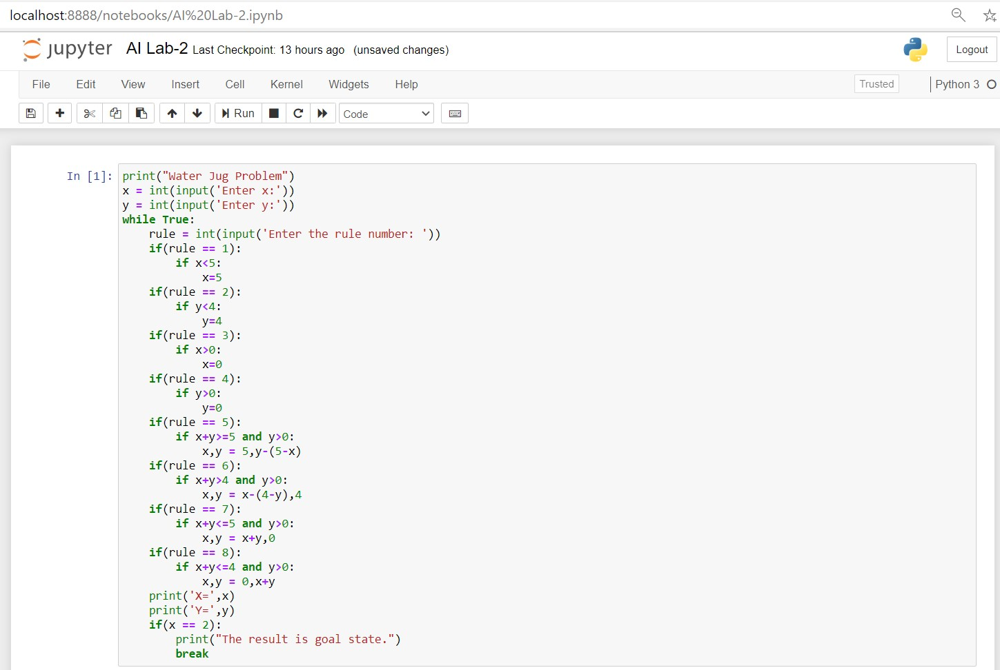 localhost:8888/notebooks/AI%20Lab-2.ipynb
jupyter AI Lab-2 Last Checkpoint: 13 hours ago (unsaved changes) Logout
File Edit View Insert Cell Kernel Widgets Help Trusted Python 3
Run Code
In [1]: print("Water Jug Problem")
x = int(input('Enter x:'))
y = int(input('Enter y:'))
while True:
    rule = int(input('Enter the rule number: '))
    if(rule == 1):
        if x<5:
            x=5
    if(rule == 2):
        if y<4:
            y=4
    if(rule == 3):
        if x>0:
            x=0
    if(rule == 4):
        if y>0:
            y=0
    if(rule == 5):
        if x+y>=5 and y>0:
            x,y = 5,y-(5-x)
    if(rule == 6):
        if x+y>4 and y>0:
            x,y = x-(4-y),4
    if(rule == 7):
        if x+y<=5 and y>0:
            x,y = x+y,0
    if(rule == 8):
        if x+y<=4 and y>0:
            x,y = 0,x+y
    print('X=',x)
    print('Y=',y)
    if(x == 2):
        print("The result is goal state.")
        break